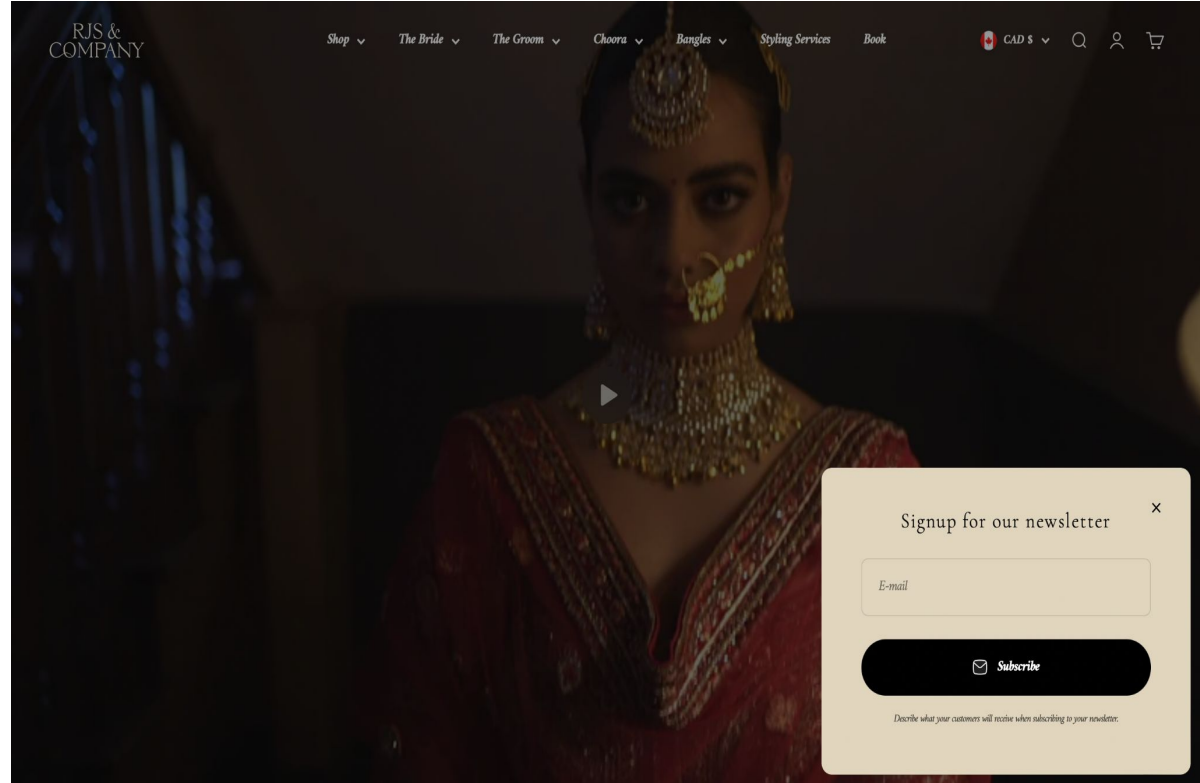 RJS &
COMPANY
Shop
The Bride
The Groom
Choora
Bangles
Styling Services
Book
CAD $
Signup for our newsletter
E-mail
Subscribe
Describe what your customers will receive when subscribing to your newsletter.